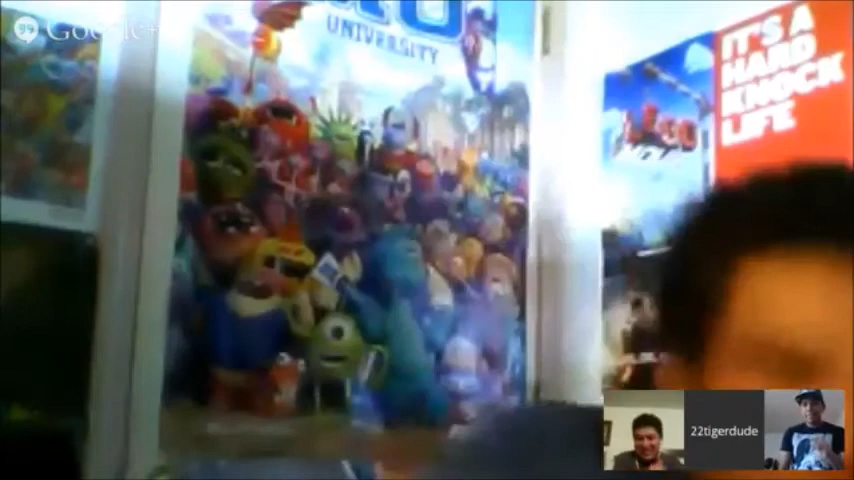 Google+
UNIVERSITY
IT'S A
HARD
KNOCK
LIFE
LEGO
22tigerdude